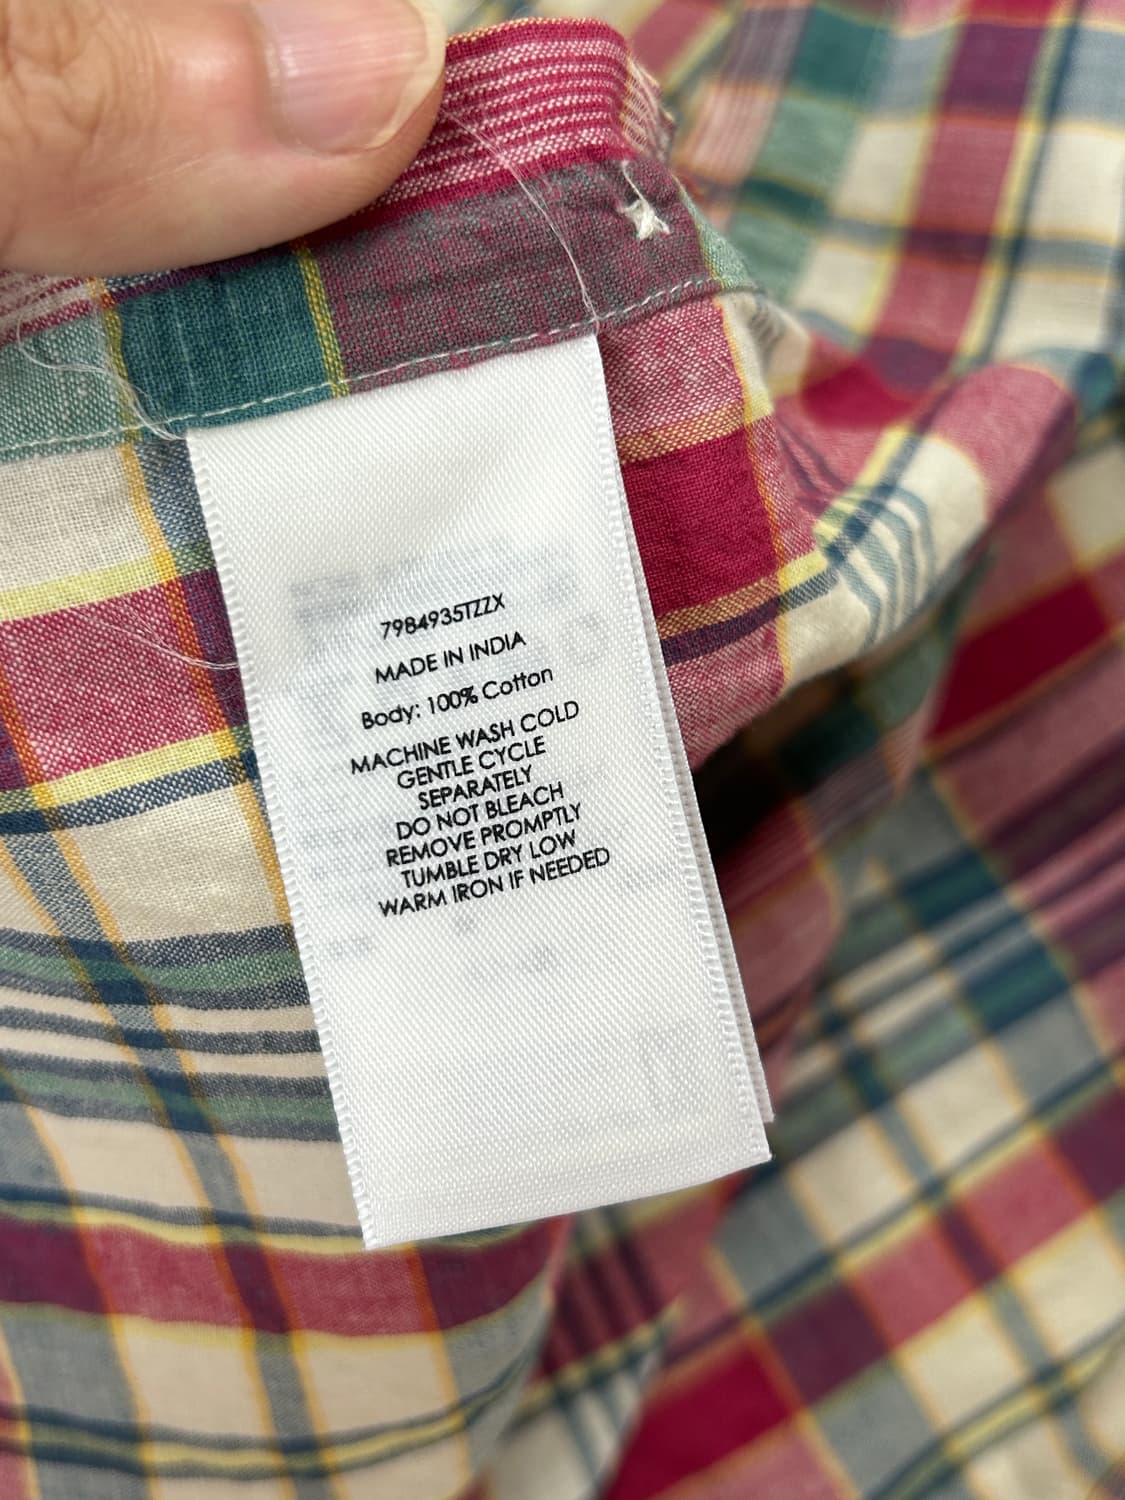 7984935TZZX
MADE IN INDIA
Body: 100% Cotton
MACHINE WASH COLD
GENTLE CYCLE
SEPARATELY
DO NOT BLEACH
REMOVE PROMPTLY
TUMBLE DRY LOW
WARM IRON IF NEEDED